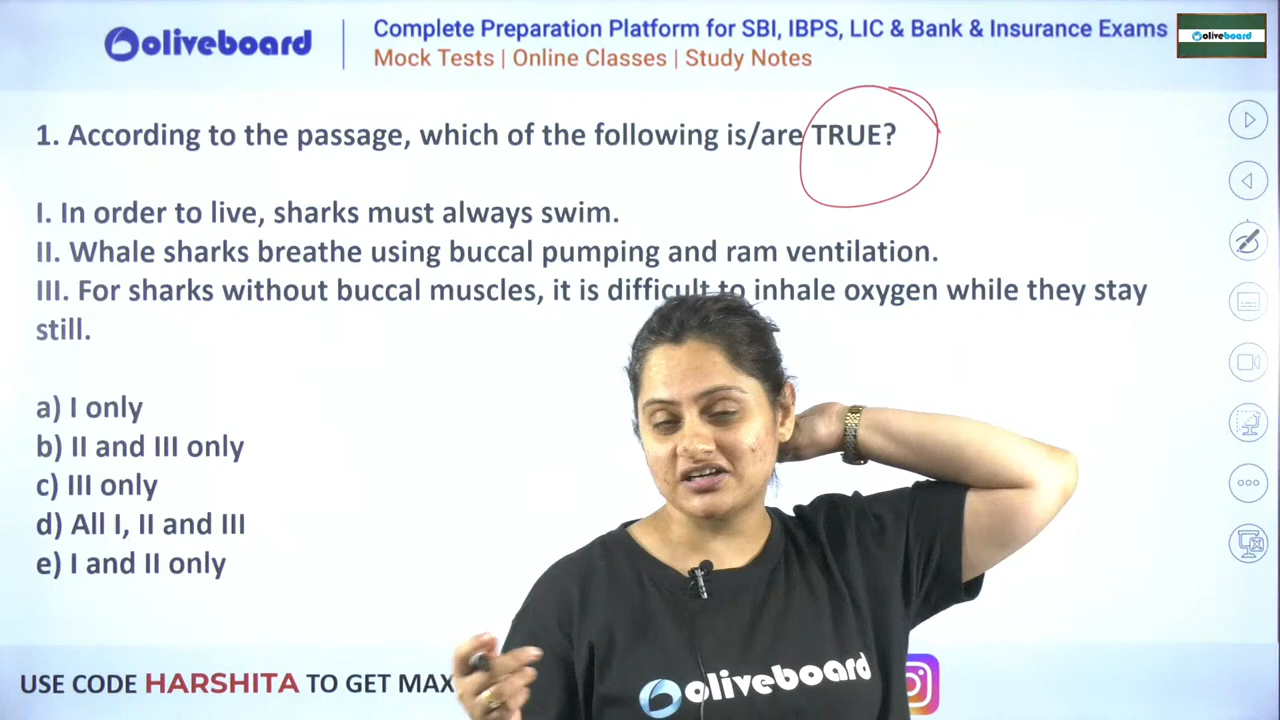 oliveboard
Complete Preparation Platform for SBI, IBPS, LIC & Bank & Insurance Exams
Mock Tests | Online Classes | Study Notes
oliveboard
1. According to the passage, which of the following is/are TRUE?
I. In order to live, sharks must always swim.
II. Whale sharks breathe using buccal pumping and ram ventilation.
III. For sharks without buccal muscles, it is difficult to inhale oxygen while they stay
still.
a) I only
b) II and III only
c) III only
d) All I, II and III
e) I and II only
oliveboard
USE CODE HARSHITA TO GET MAX